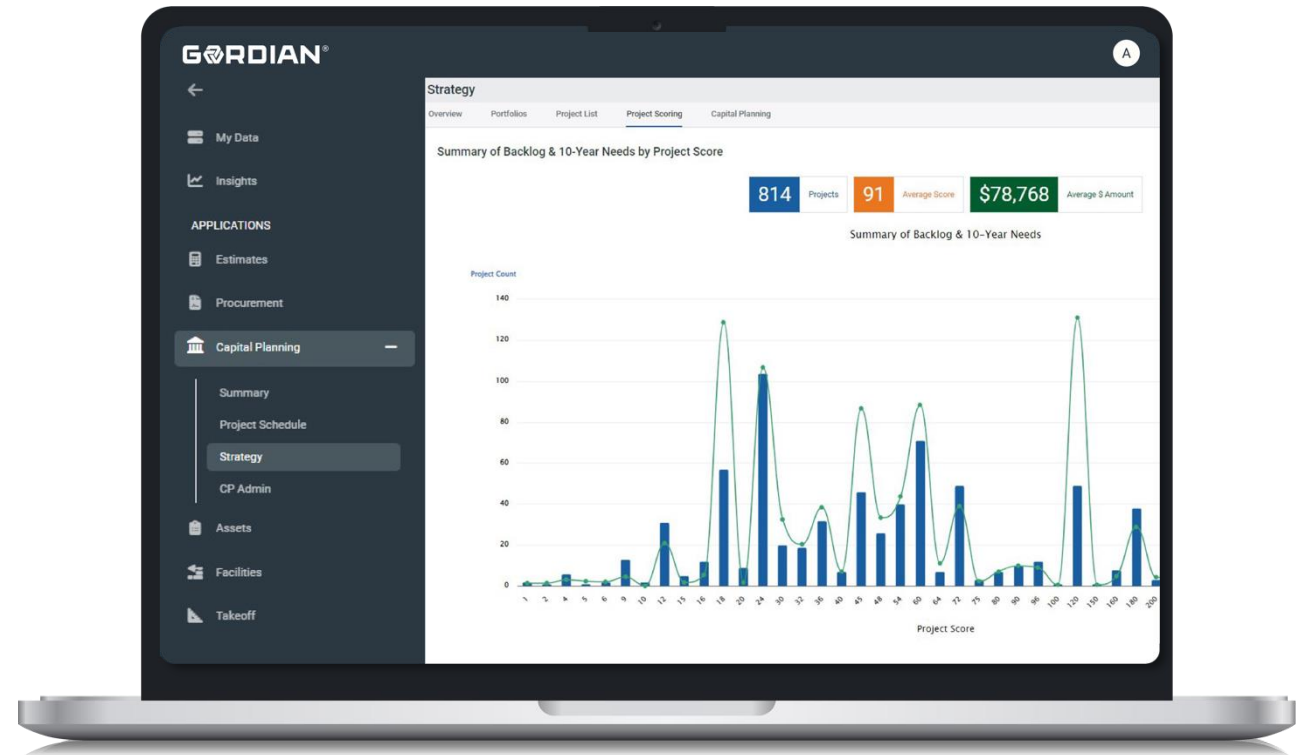 GORDIAN®
A
My Data
Insights
APPLICATIONS
Estimates
Procurement
Capital Planning
Summary
Project Schedule
Strategy
CP Admin
Assets
Facilities
Takeoff
Strategy
Overview Portfolios Project List Project Scoring Capital Planning
Summary of Backlog & 10-Year Needs by Project Score
814 Projects 91 Average Score $78,768 Average $ Amount
Summary of Backlog & 10-Year Needs
Project Count
140
120
100
80
60
40
20
0
1 2 4 5 6 9 10 12 15 16 18 20 24 30 32 36 40 45 48 54 60 64 72 75 80 90 96 100 120 150 160 180 200
Project Score